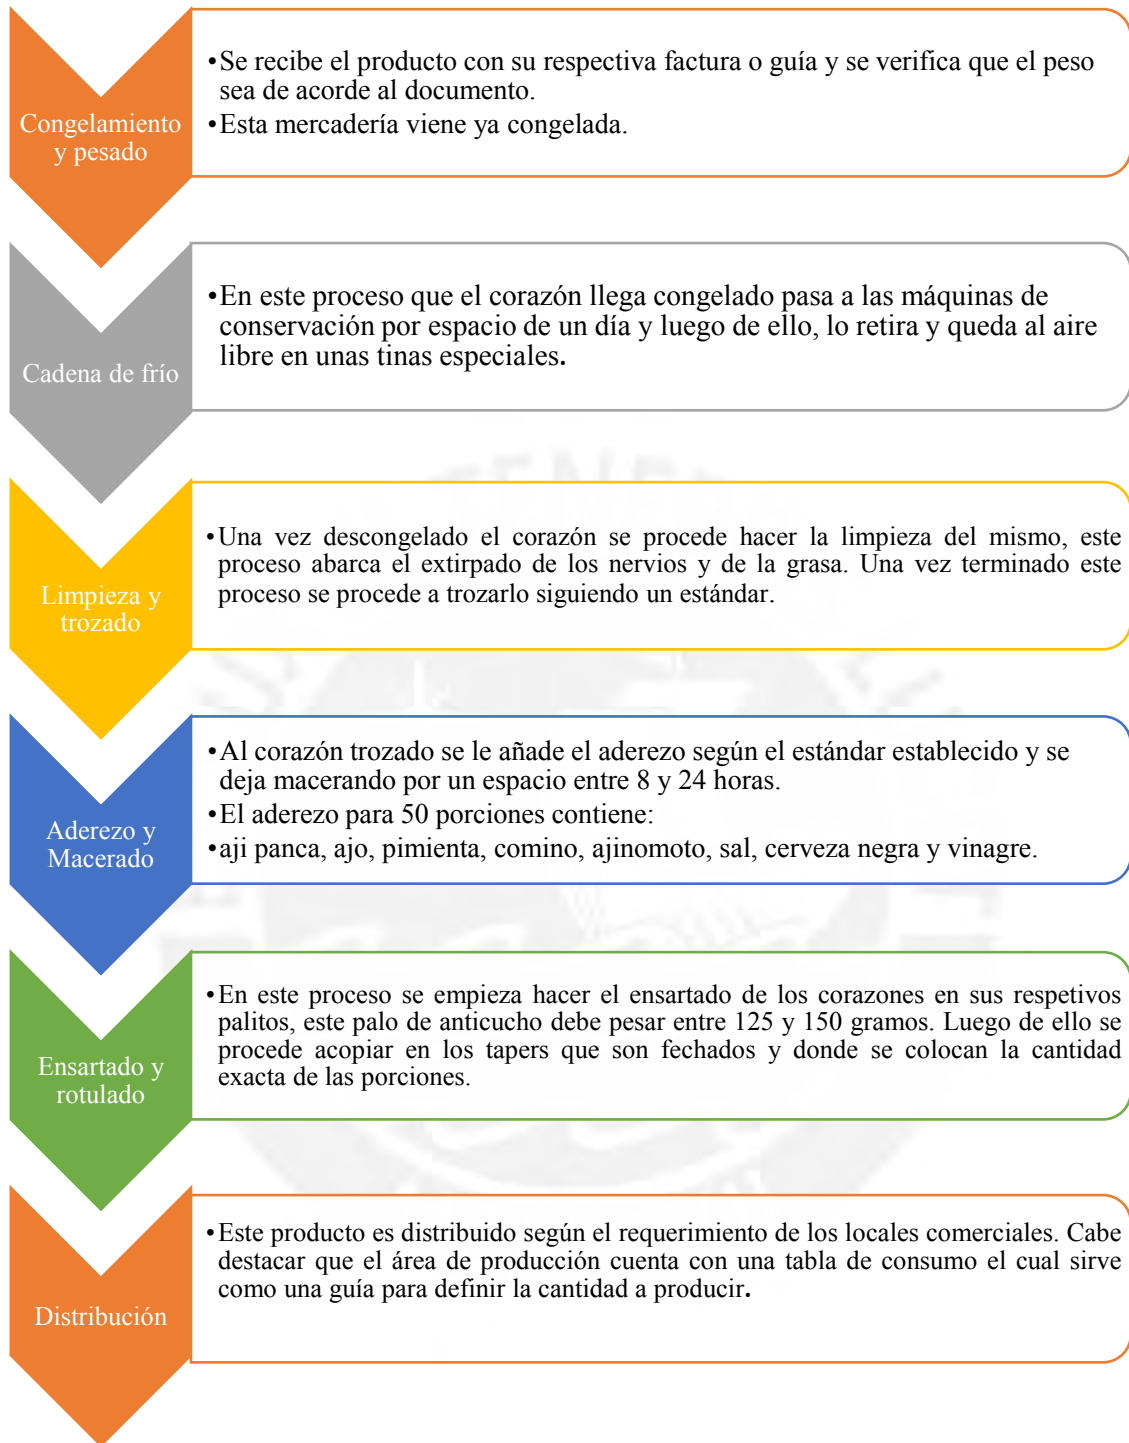 Congelamiento
y pesado
•Se recibe el producto con su respectiva factura o guía y se verifica que el peso
sea de acorde al documento.
•Esta mercadería viene ya congelada.
Cadena de frío
•En este proceso que el corazón llega congelado pasa a las máquinas de
conservación por espacio de un día y luego de ello, lo retira y queda al aire
libre en unas tinas especiales.
Limpieza y
trozado
•Una vez descongelado el corazón se procede hacer la limpieza del mismo, este
proceso abarca el extirpado de los nervios y de la grasa. Una vez terminado este
proceso se procede a trozarlo siguiendo un estándar.
Aderezo y
Macerado
•Al corazón trozado se le añade el aderezo según el estándar establecido y se
deja macerando por un espacio entre 8 y 24 horas.
•El aderezo para 50 porciones contiene:
•aji panca, ajo, pimienta, comino, ajinomoto, sal, cerveza negra y vinagre.
Ensartado y
rotulado
•En este proceso se empieza hacer el ensartado de los corazones en sus respetivos
palitos, este palo de anticucho debe pesar entre 125 y 150 gramos. Luego de ello se
procede acopiar en los tapers que son fechados y donde se colocan la cantidad
exacta de las porciones.
Distribución
•Este producto es distribuido según el requerimiento de los locales comerciales. Cabe
destacar que el área de producción cuenta con una tabla de consumo el cual sirve
como una guía para definir la cantidad a producir.